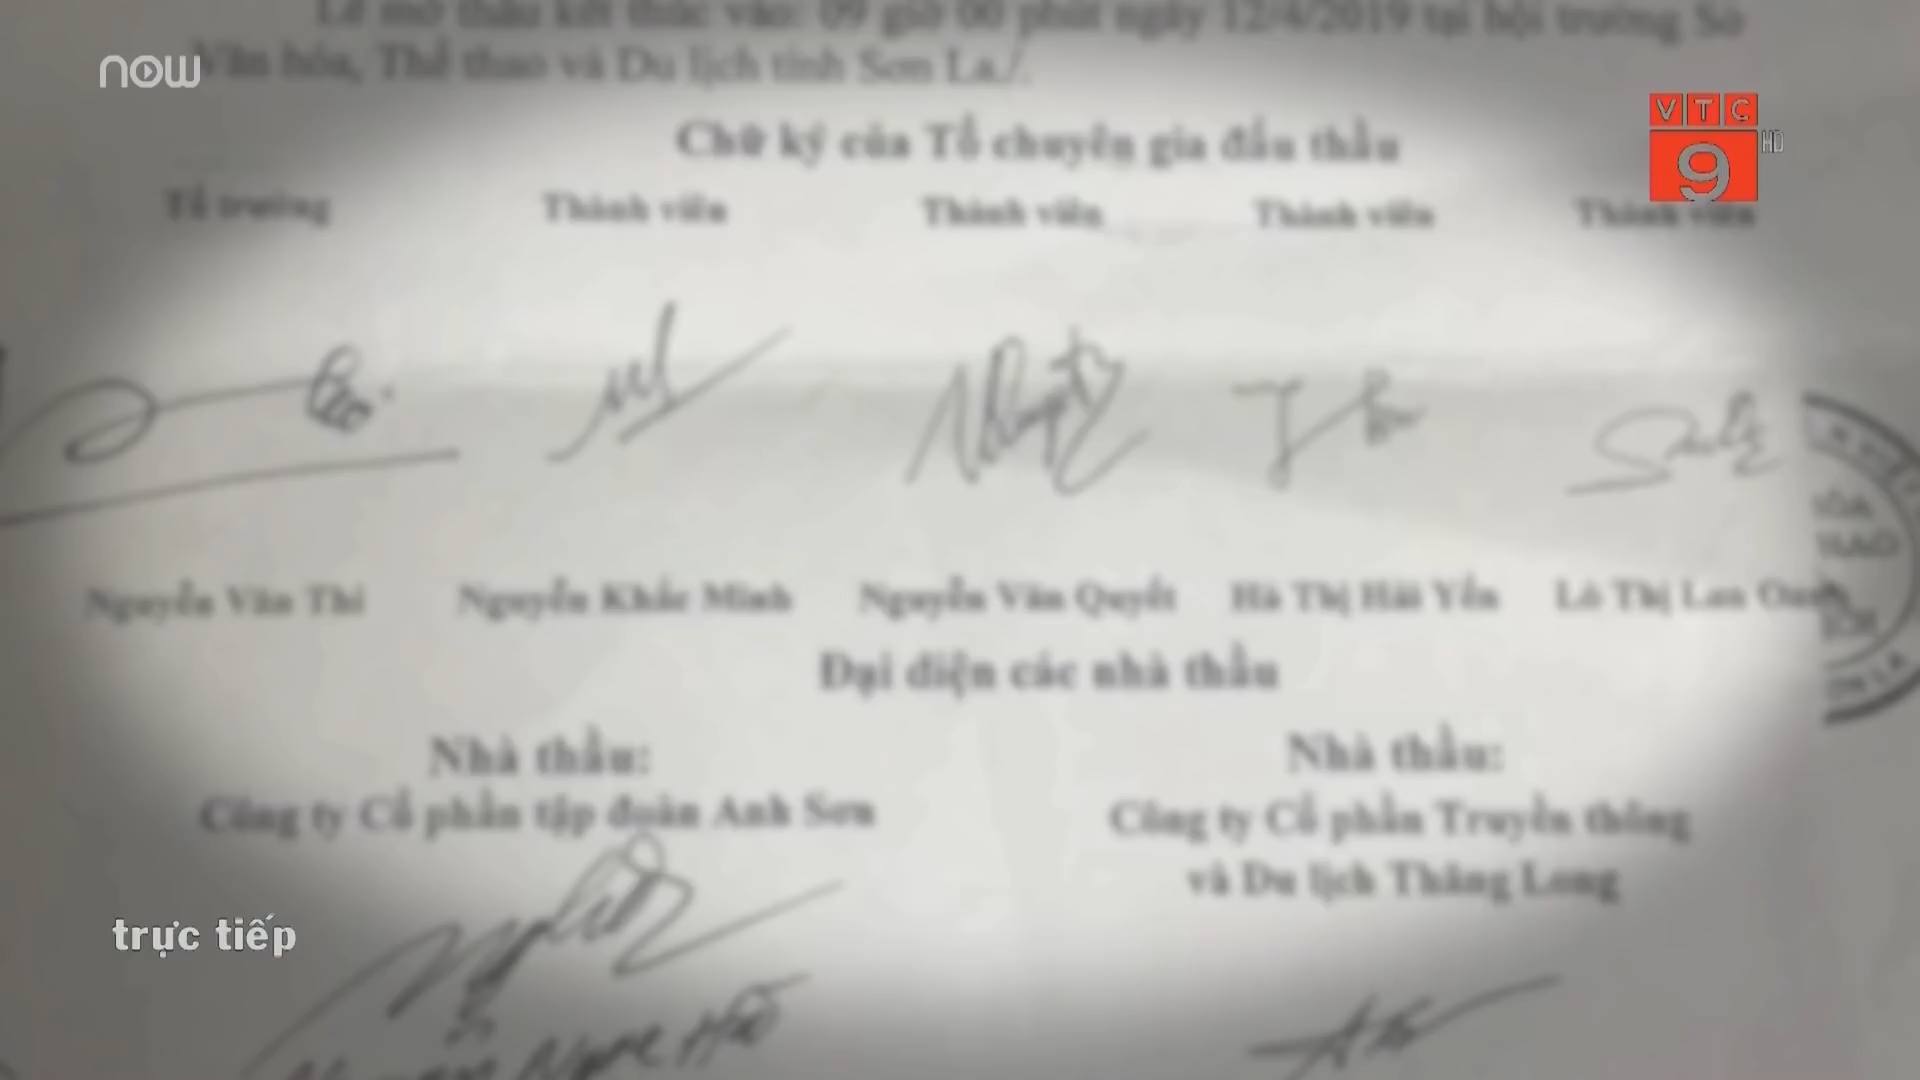 Lễ mở thầu kết thúc vào: 09 giờ 00 phút ngày 12/4/2019 tại hội trường Sở
Văn hóa, Thể thao và Du lịch tỉnh Sơn La./.
now
VTC
9
HD
Chữ ký của Tổ chuyên gia đấu thầu
Tổ trưởng Thành viên Thành viên Thành viên Thành viên
Nguyễn Văn Thi Nguyễn Khắc Minh Nguyễn Văn Quyết Hà Thị Hải Yến Lò Thị Lan Oanh
Đại diện các nhà thầu
Nhà thầu: Nhà thầu:
Công ty Cổ phần tập đoàn Anh Sơn Công ty Cổ phần Truyền thông
và Du lịch Thăng Long
trực tiếp